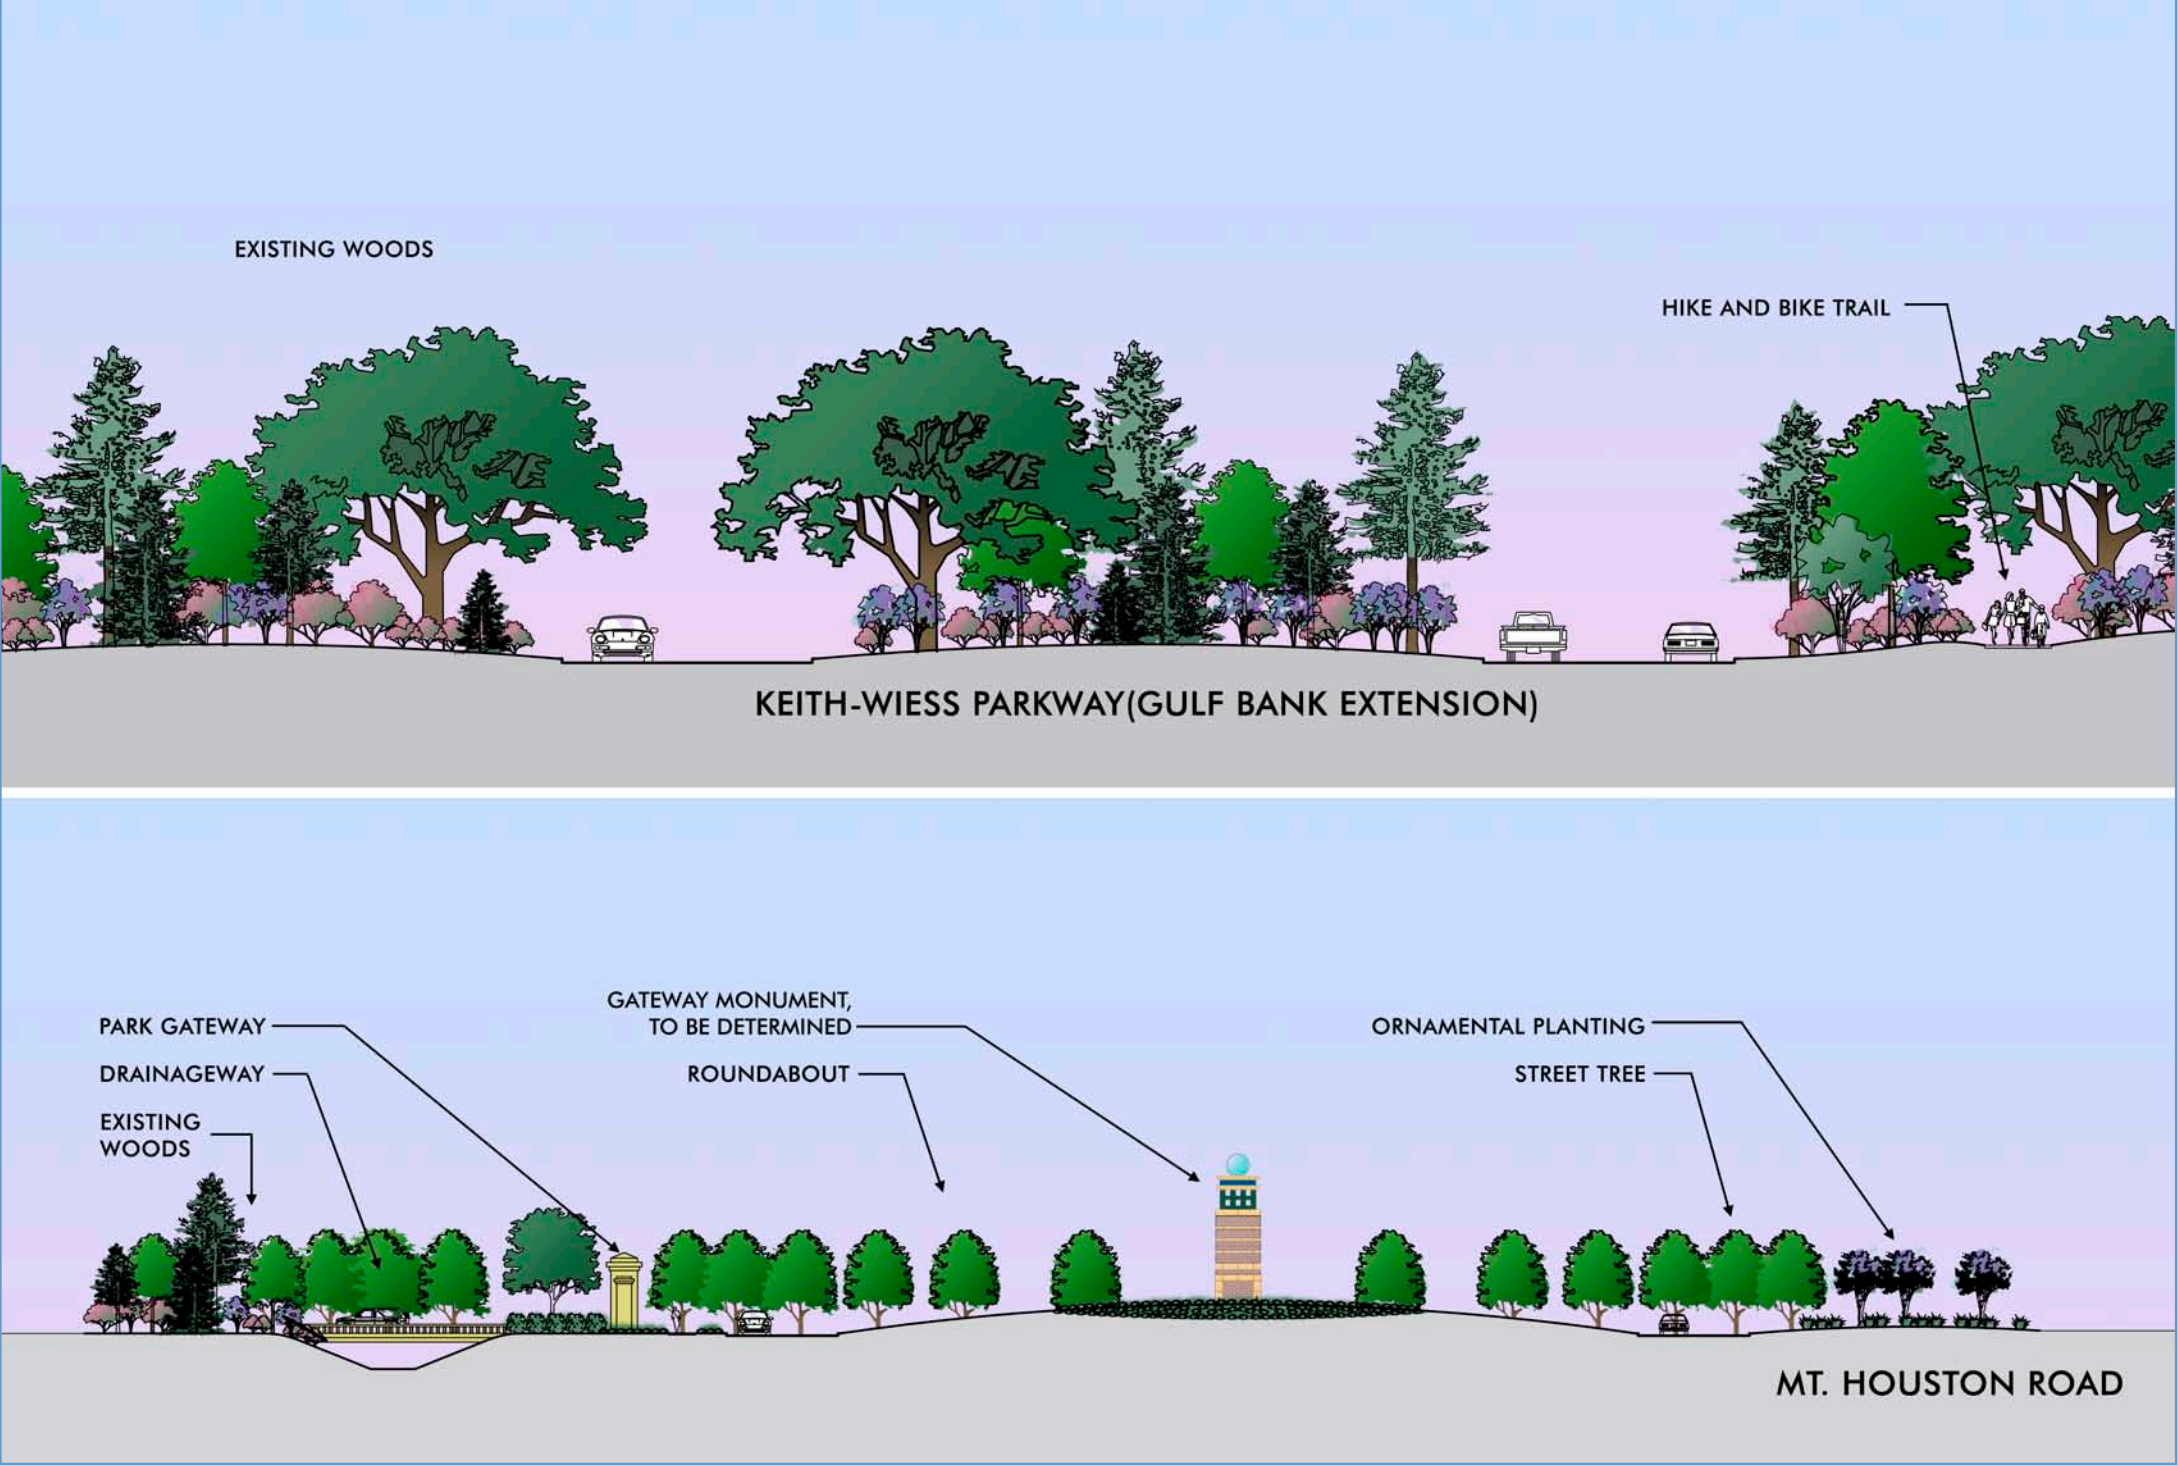 EXISTING WOODS
HIKE AND BIKE TRAIL
KEITH-WIESS PARKWAY(GULF BANK EXTENSION)
GATEWAY MONUMENT,
TO BE DETERMINED
PARK GATEWAY
ORNAMENTAL PLANTING
DRAINAGEWAY
ROUNDABOUT
STREET TREE
EXISTING
WOODS
MT. HOUSTON ROAD